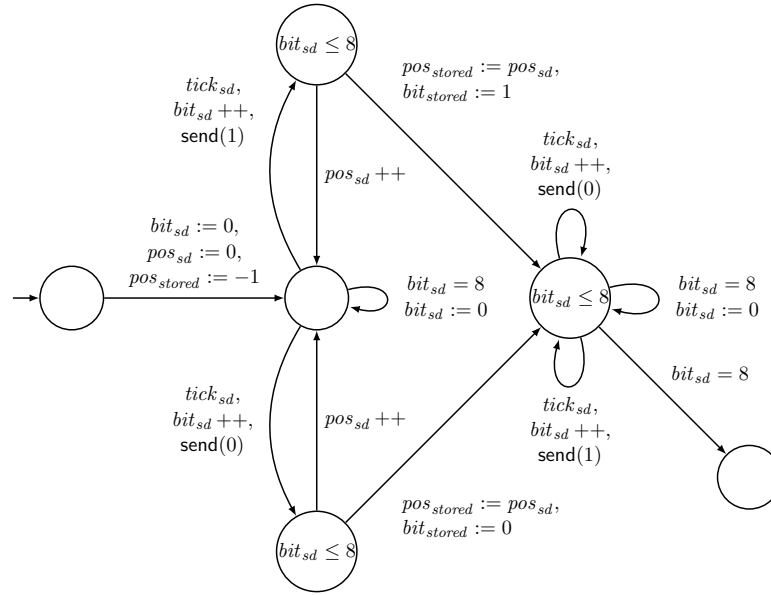 bit_sd ≤ 8
pos_stored := pos_sd,
bit_stored := 1
tick_sd,
bit_sd ++,
send(1)
tick_sd,
bit_sd ++,
send(0)
pos_sd ++
bit_sd := 0,
pos_sd := 0,
pos_stored := −1
bit_sd = 8
bit_sd := 0
bit_sd ≤ 8
bit_sd = 8
bit_sd := 0
bit_sd = 8
tick_sd,
bit_sd ++,
send(0)
pos_sd ++
tick_sd,
bit_sd ++,
send(1)
pos_stored := pos_sd,
bit_stored := 0
bit_sd ≤ 8